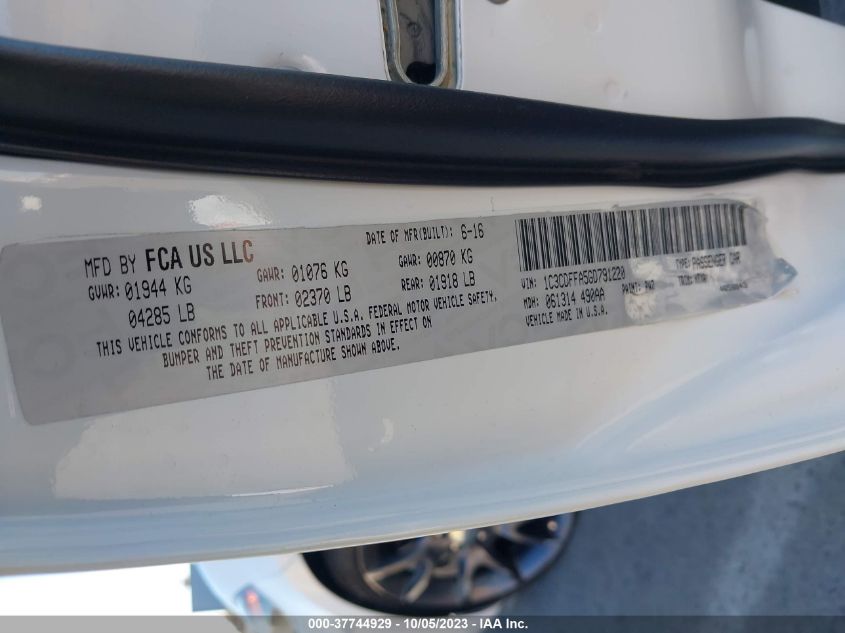 MFD BY FCA US LLC
DATE OF MFR(BUILT): 6-16
GVWR: 01944 KG
04285 LB
GAWR: 01076 KG
FRONT: 02370 LB
GAWR: 00870 KG
REAR: 01918 LB
THIS VEHICLE CONFORMS TO ALL APPLICABLE U.S.A. FEDERAL MOTOR VEHICLE SAFETY,
BUMPER AND THEFT PREVENTION STANDARDS IN EFFECT ON
THE DATE OF MANUFACTURE SHOWN ABOVE.
VIN: 1C3CDFFA5GD791220
TYPE: PASSENGER CAR
MDH: 061314 490AA
PAINT: PW7
TRIM:
VEHICLE MADE IN U.S.A.
000-37744929 - 10/05/2023 - IAA Inc.